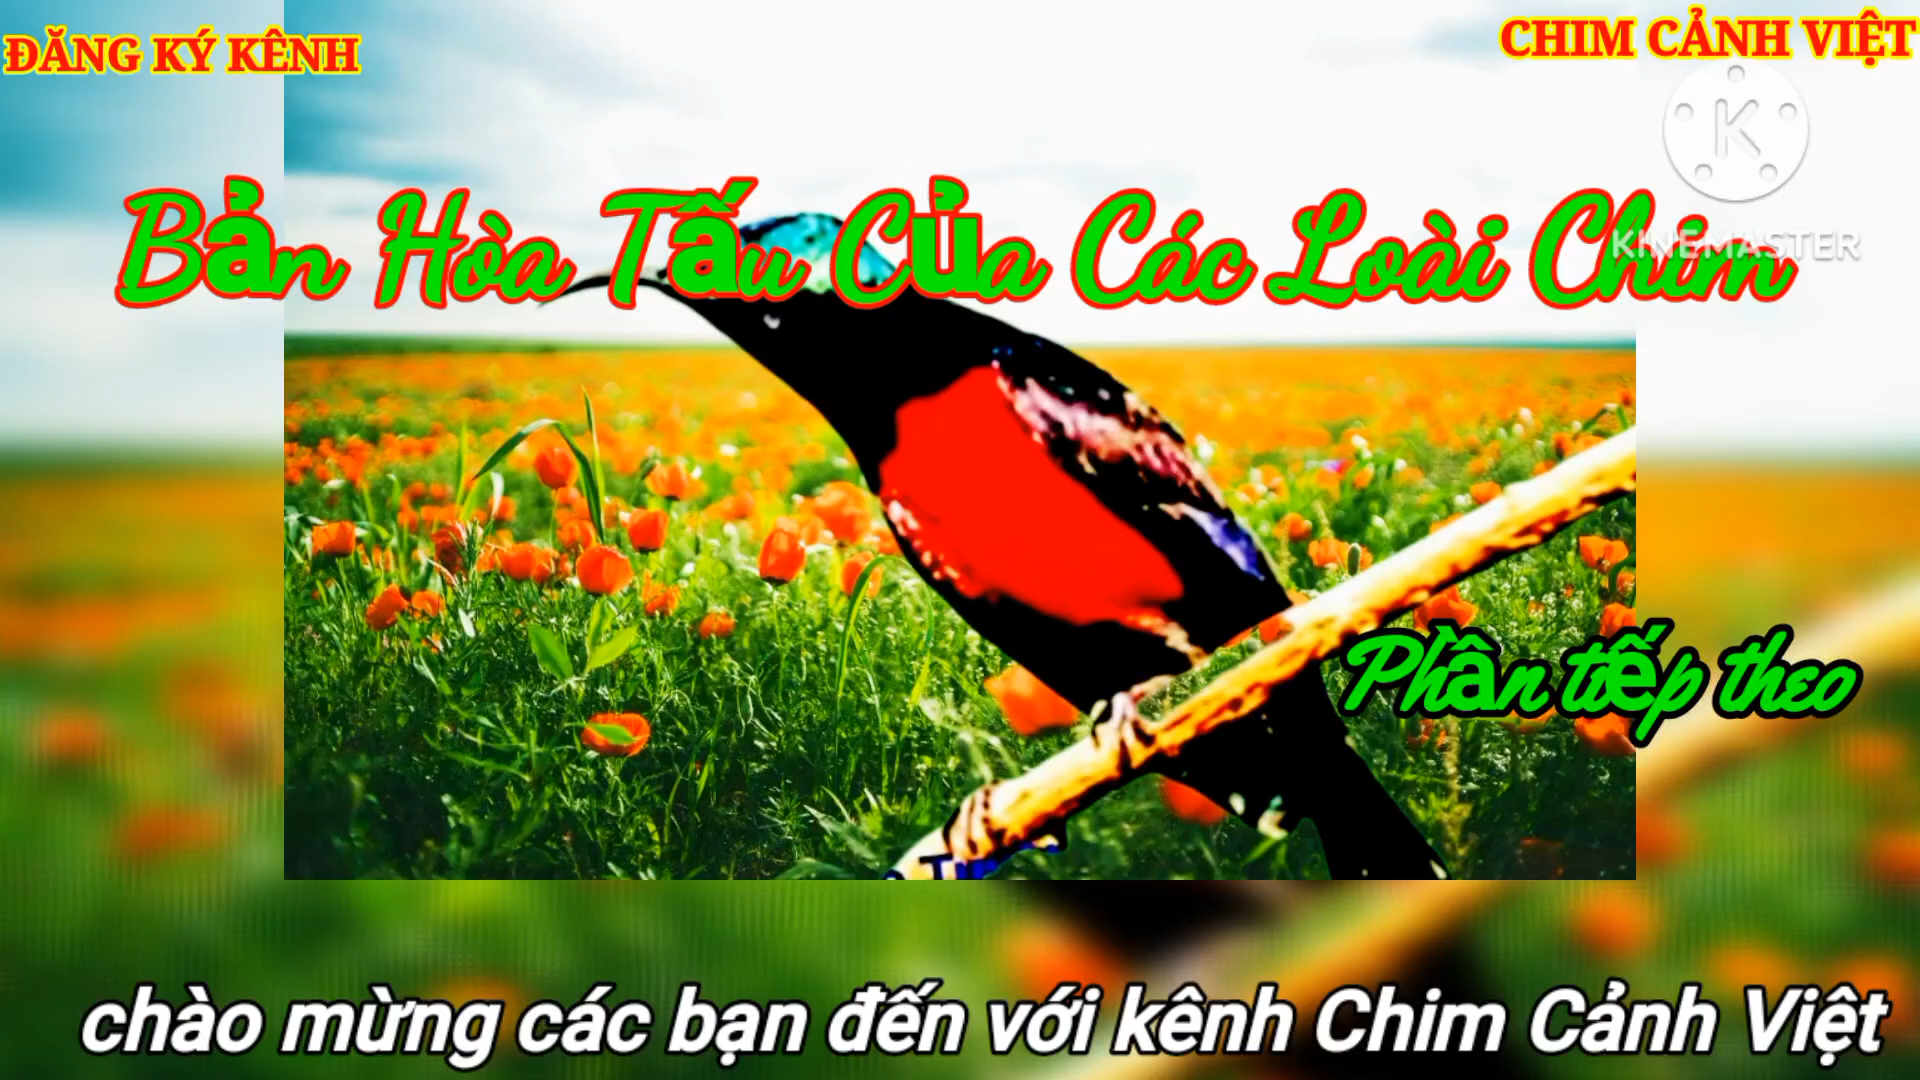 ĐĂNG KÝ KÊNH
CHIM CẢNH VIỆT
K
KINEMASTER
Bản Hòa Tấu Của Các Loài Chim
Phần tiếp theo
chào mừng các bạn đến với kênh Chim Cảnh Việt